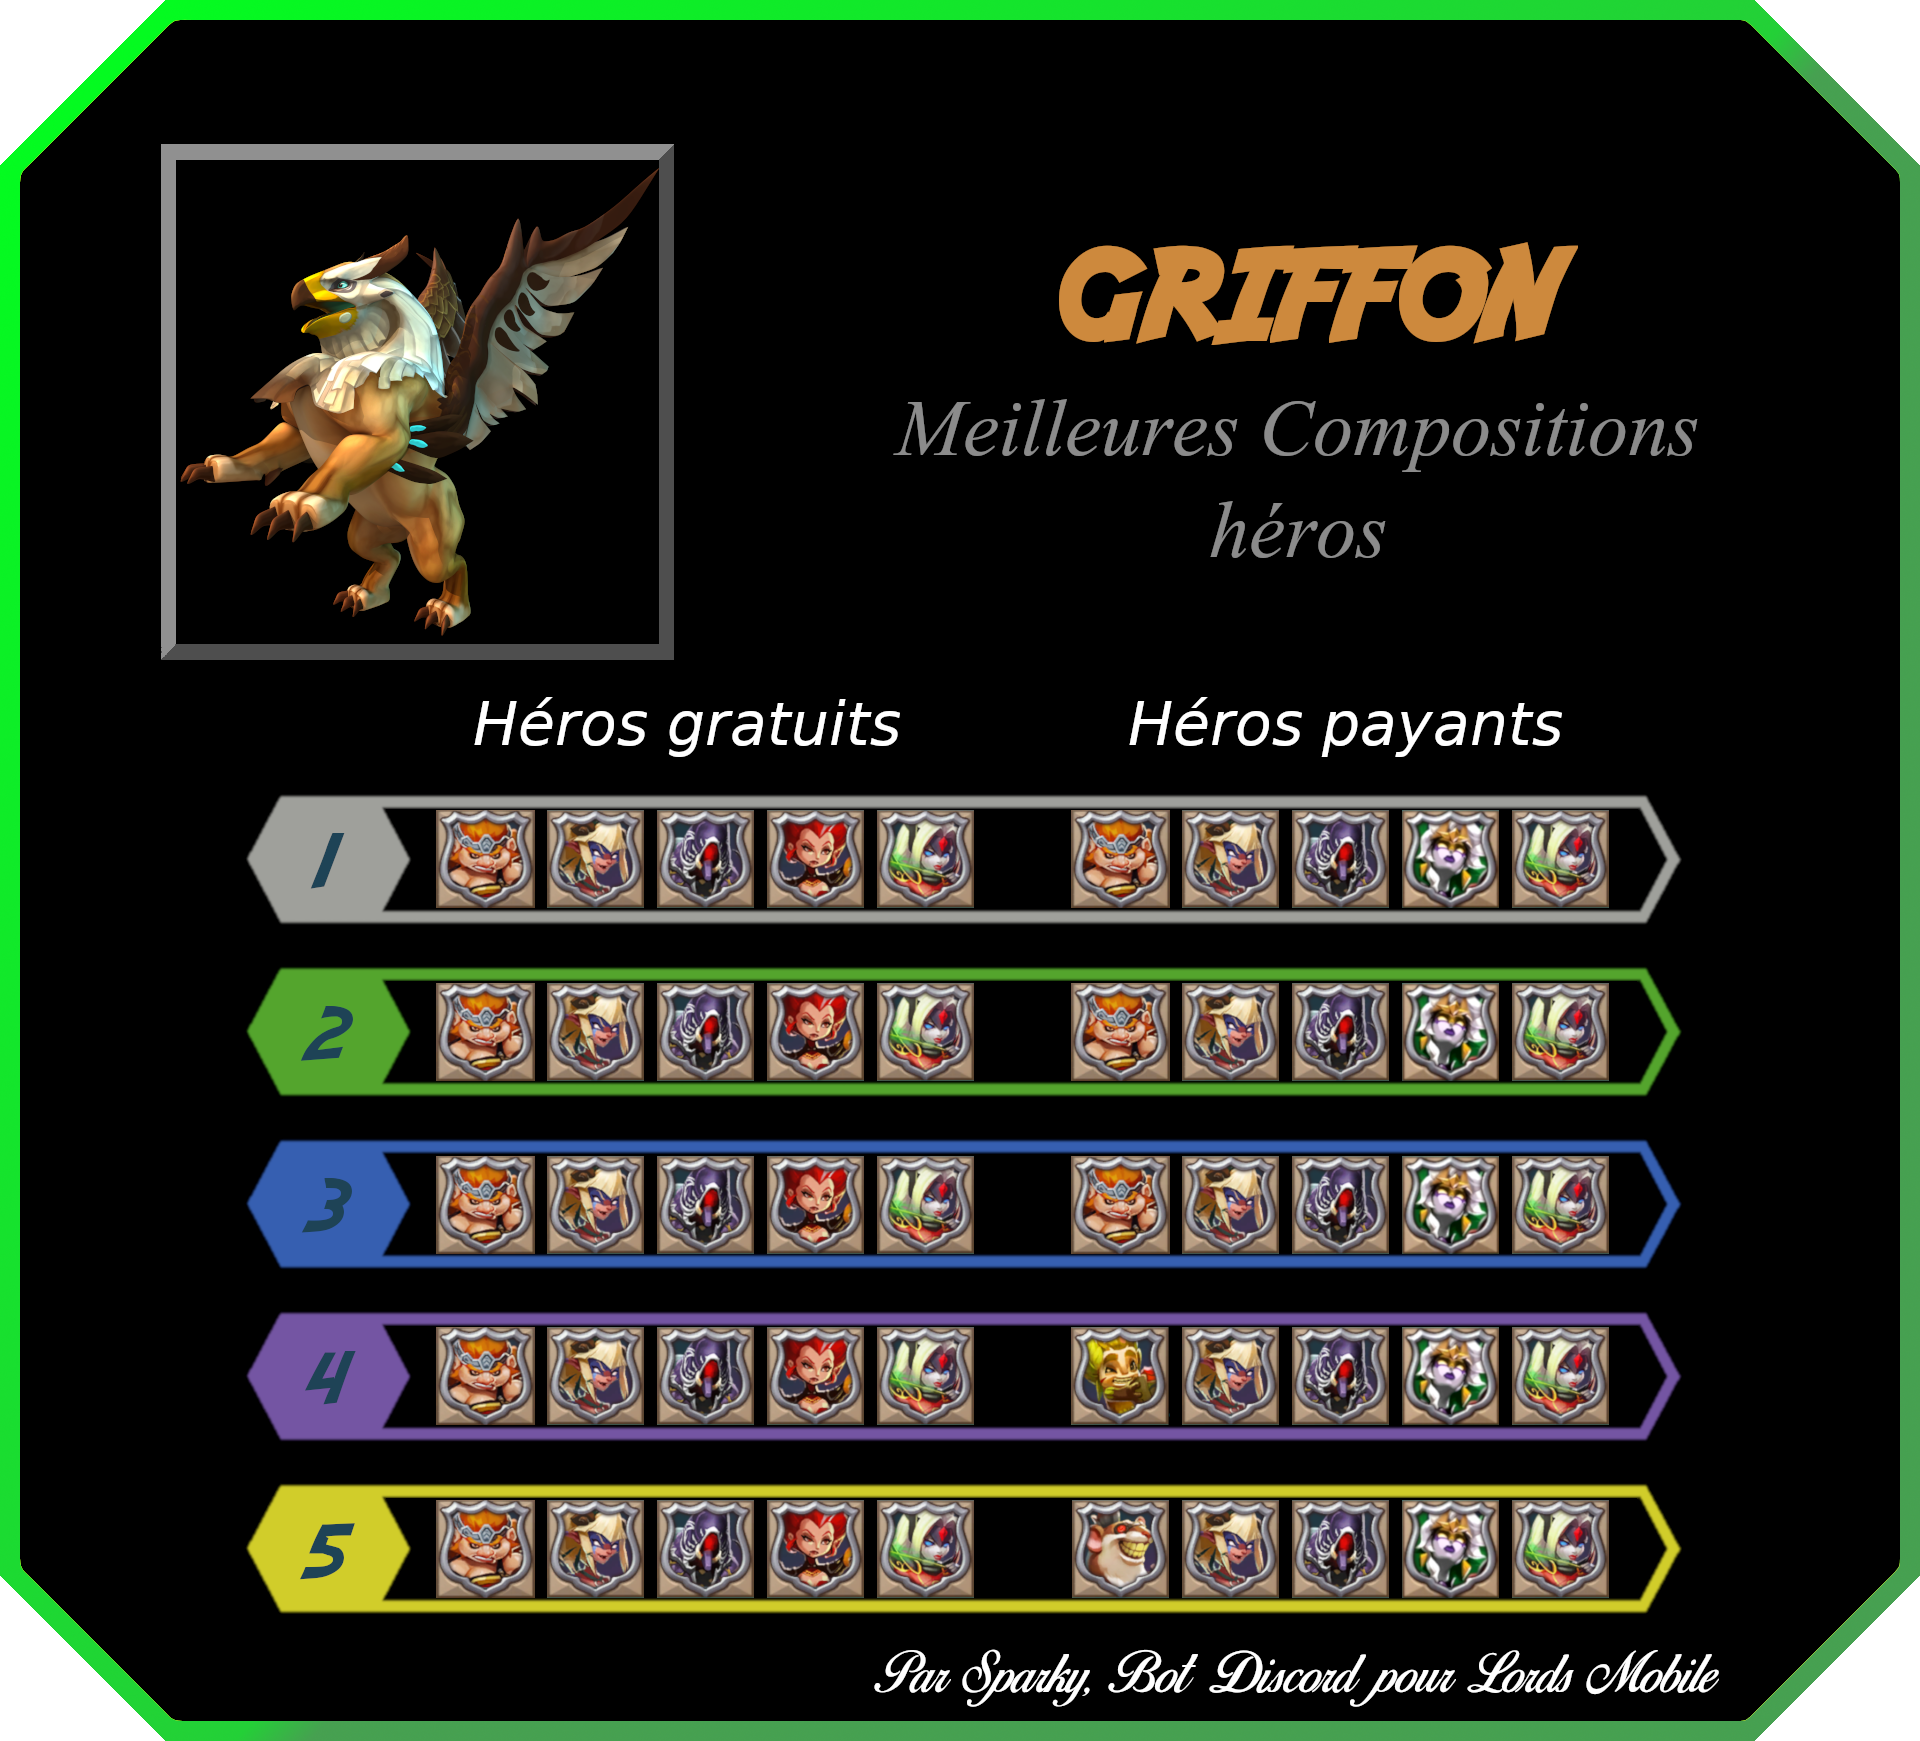 GRIFFON
Meilleures Compositions
héros
Héros gratuits Héros payants
1
2
3
4
5
Par Sparky, Bot Discord pour Lords Mobile